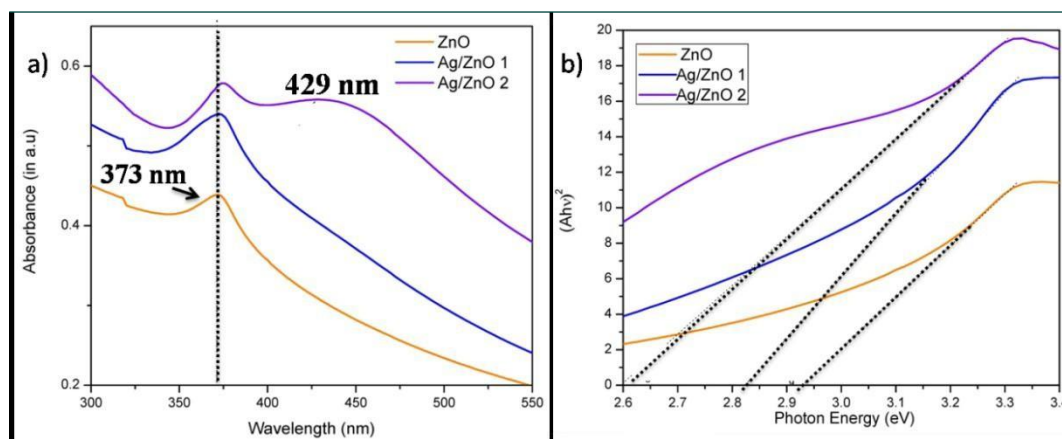 a)
ZnO
Ag/ZnO 1
Ag/ZnO 2
429 nm
373 nm
0.6
0.4
0.2
Absorbance (in a.u)
300 350 400 450 500 550
Wavelength (nm)
b)
ZnO
Ag/ZnO 1
Ag/ZnO 2
20
18
16
14
12
10
8
6
4
2
0
(Ahν)²
2.6 2.7 2.8 2.9 3.0 3.1 3.2 3.3 3.4
Photon Energy (eV)